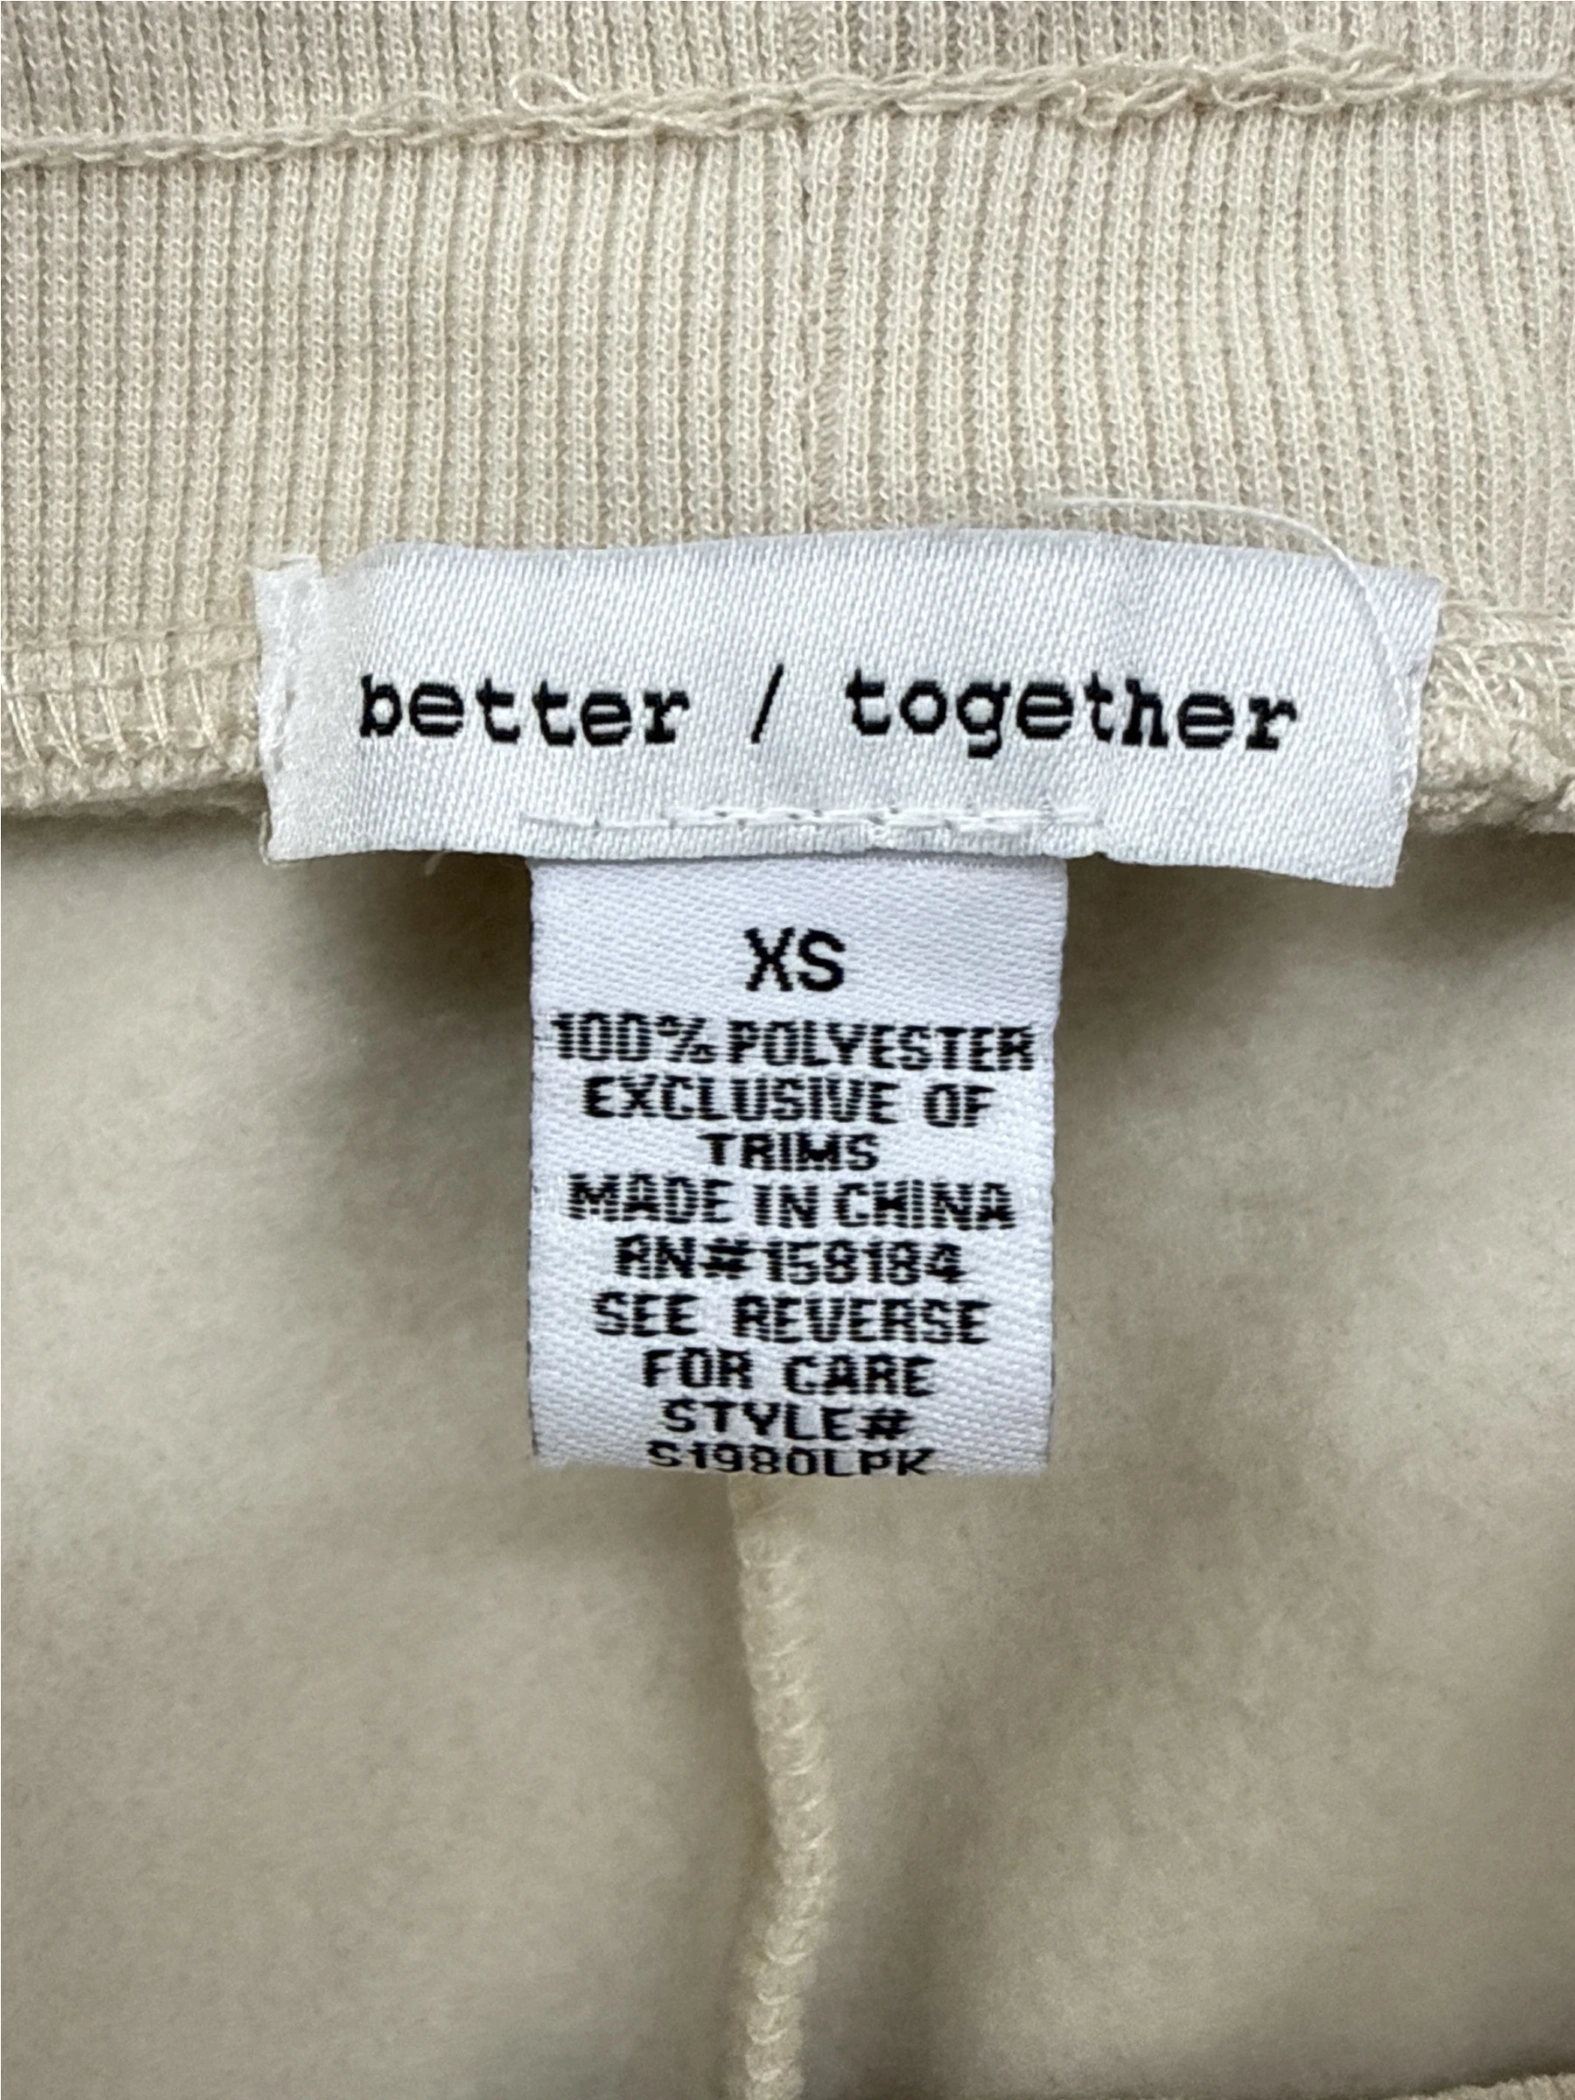 better / together
XS
100% POLYESTER
EXCLUSIVE OF
TRIMS
MADE IN CHINA
RN#158184
SEE REVERSE
FOR CARE
STYLE#
S1980LPK